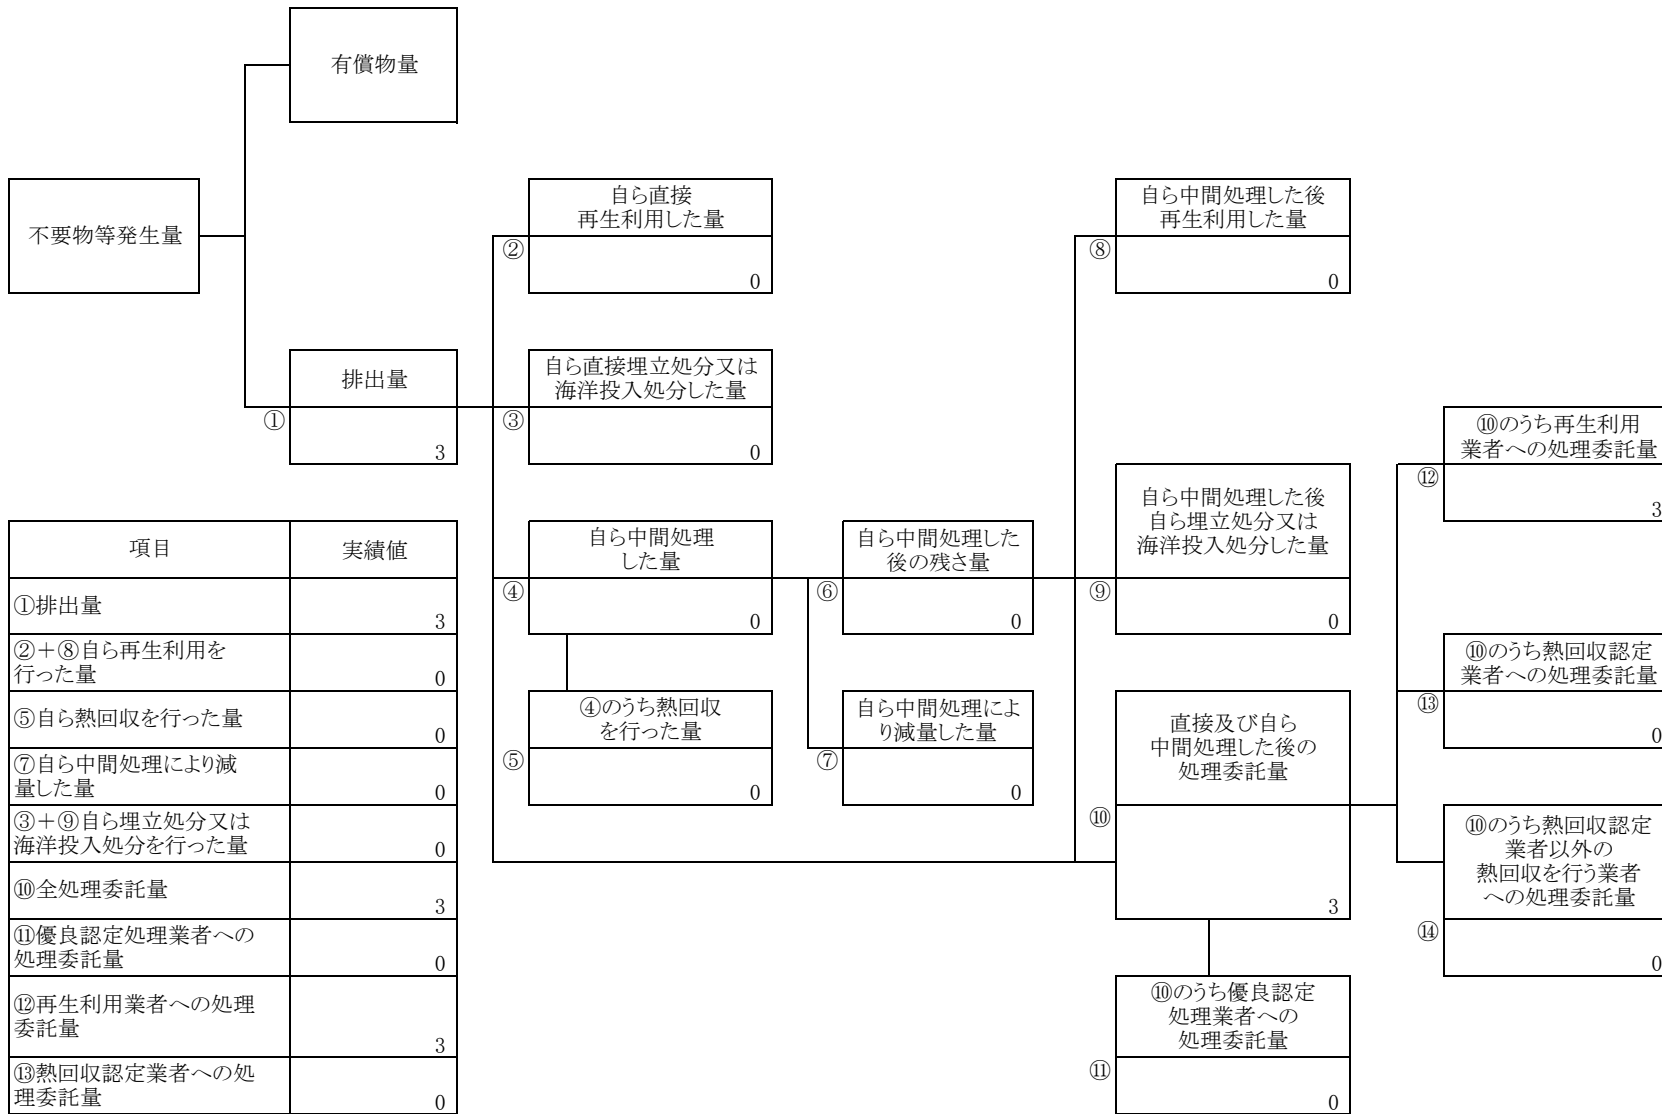 有償物量
不要物等発生量
自ら直接
再生利用した量
②
0
自ら中間処理した後
再生利用した量
⑧
0
排出量
①
3
自ら直接埋立処分又は
海洋投入処分した量
③
0
⑩のうち再生利用
業者への処理委託量
⑫
3
自ら中間処理
した量
④
0
自ら中間処理した
後の残さ量
⑥
0
自ら中間処理した後
自ら埋立処分又は
海洋投入処分した量
⑨
0
⑩のうち熱回収認定
業者への処理委託量
⑬
0
④のうち熱回収
を行った量
⑤
0
自ら中間処理によ
り減量した量
⑦
0
直接及び自ら
中間処理した後の
処理委託量
⑩
3
⑩のうち熱回収認定
業者以外の
熱回収を行う業者
への処理委託量
⑭
0
⑩のうち優良認定
処理業者への
処理委託量
⑪
0
項目 実績値
①排出量 3
②+⑧自ら再生利用を
行った量 0
⑤自ら熱回収を行った量 0
⑦自ら中間処理により減
量した量 0
③+⑨自ら埋立処分又は
海洋投入処分を行った量 0
⑩全処理委託量 3
⑪優良認定処理業者への
処理委託量 0
⑫再生利用業者への処理
委託量 3
⑬熱回収認定業者への処
理委託量 0